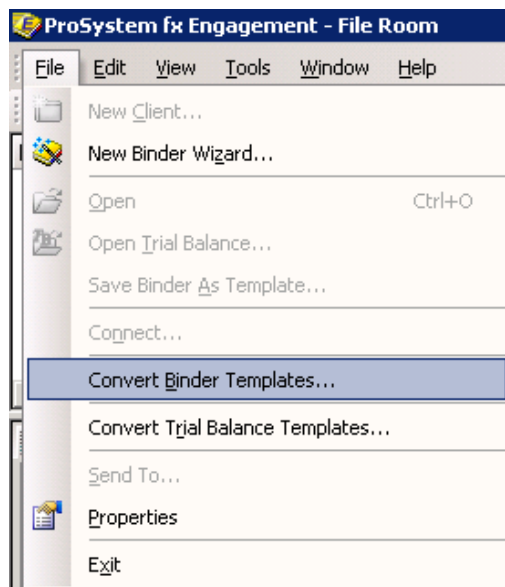 ProSystem fx Engagement - File Room
File Edit View Tools Window Help
New Client...
New Binder Wizard...
Open Ctrl+O
Open Trial Balance...
Save Binder As Template...
Connect...
Convert Binder Templates...
Convert Trial Balance Templates...
Send To...
Properties
Exit